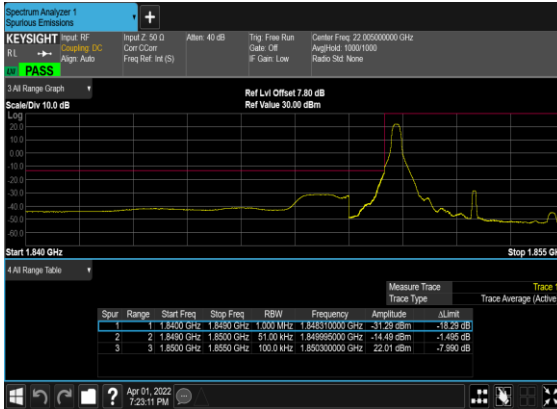 Spectrum Analyzer 1
Spurious Emissions
+
KEYSIGHT
RL
Input: RF
Coupling: DC
Align: Auto
Input Z: 50 Ω
Corr CCorr
Freq Ref: Int (S)
Atten: 40 dB
Trig: Free Run
Gate: Off
IF Gain: Low
Center Freq: 22.005000000 GHz
Avg|Hold: 1000/1000
Radio Std: None
PASS
3 All Range Graph
Scale/Div 10.0 dB
Ref Lvl Offset 7.80 dB
Ref Value 30.00 dBm
Log
20.0
10.0
0.00
-10.0
-20.0
-30.0
-40.0
-50.0
-60.0
Start 1.840 GHz
Stop 1.855 GH
4 All Range Table
Measure Trace Trace 1
Trace Type Trace Average (Active
Spur Range Start Freq Stop Freq RBW Frequency Amplitude ΔLimit
1 1 1.8400 GHz 1.8490 GHz 1.000 MHz 1.848310000 GHz -31.29 dBm -18.29 dB
2 2 1.8490 GHz 1.8500 GHz 51.00 kHz 1.849995000 GHz -14.49 dBm -1.495 dB
3 3 1.8500 GHz 1.8550 GHz 100.0 kHz 1.850300000 GHz 22.01 dBm -7.990 dB
?
Apr 01, 2022
7:23:11 PM